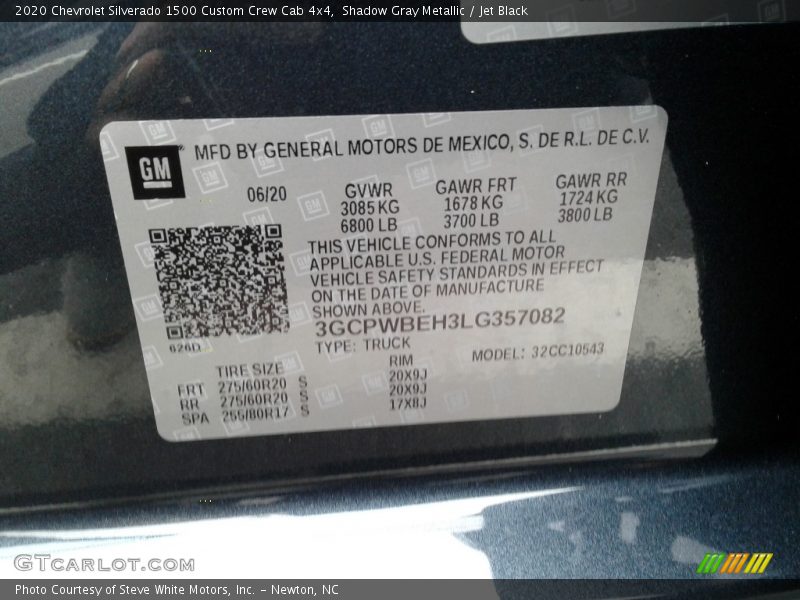 2020 Chevrolet Silverado 1500 Custom Crew Cab 4x4,  Shadow Gray Metallic / Jet Black
GM
MFD BY GENERAL MOTORS DE MEXICO, S. DE R.L. DE C.V.
06/20
GVWR GAWR FRT GAWR RR
3085 KG 1678 KG 1724 KG
6800 LB 3700 LB 3800 LB
THIS VEHICLE CONFORMS TO ALL
APPLICABLE U.S. FEDERAL MOTOR
VEHICLE SAFETY STANDARDS IN EFFECT
ON THE DATE OF MANUFACTURE
SHOWN ABOVE.
3GCPWBEH3LG357082
626D
TYPE: TRUCK
MODEL: 32CC10543
TIRE SIZE RIM
FRT 275/60R20 S 20X9J
RR 275/60R20 S 20X9J
SPA 255/80R17 S 17X8J
GTCARLOT.COM
Photo Courtesy of Steve White Motors, Inc. – Newton, NC